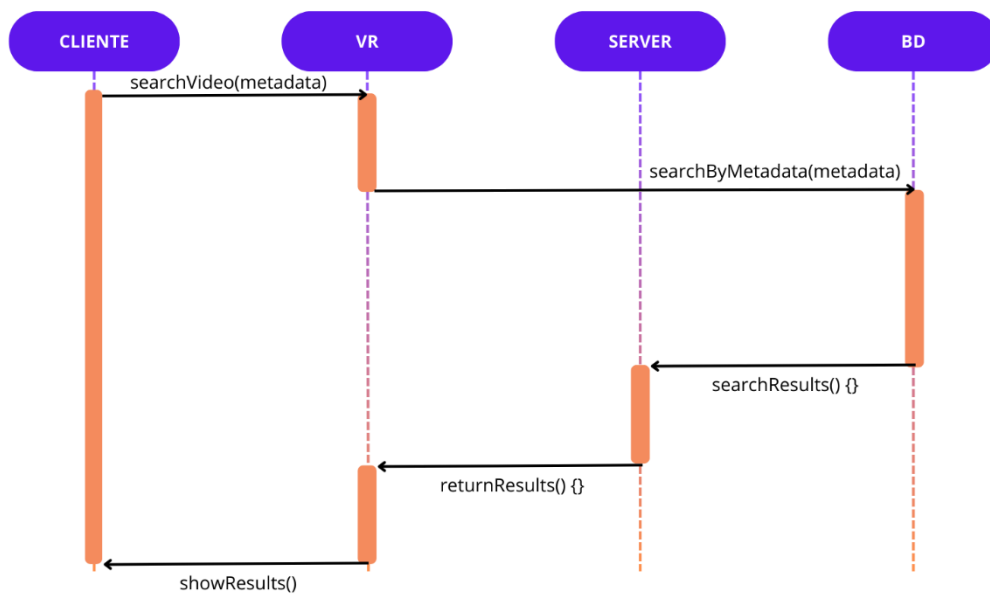 CLIENTE
VR
SERVER
BD
searchVideo(metadata)
searchByMetadata(metadata)
searchResults() {}
returnResults() {}
showResults()